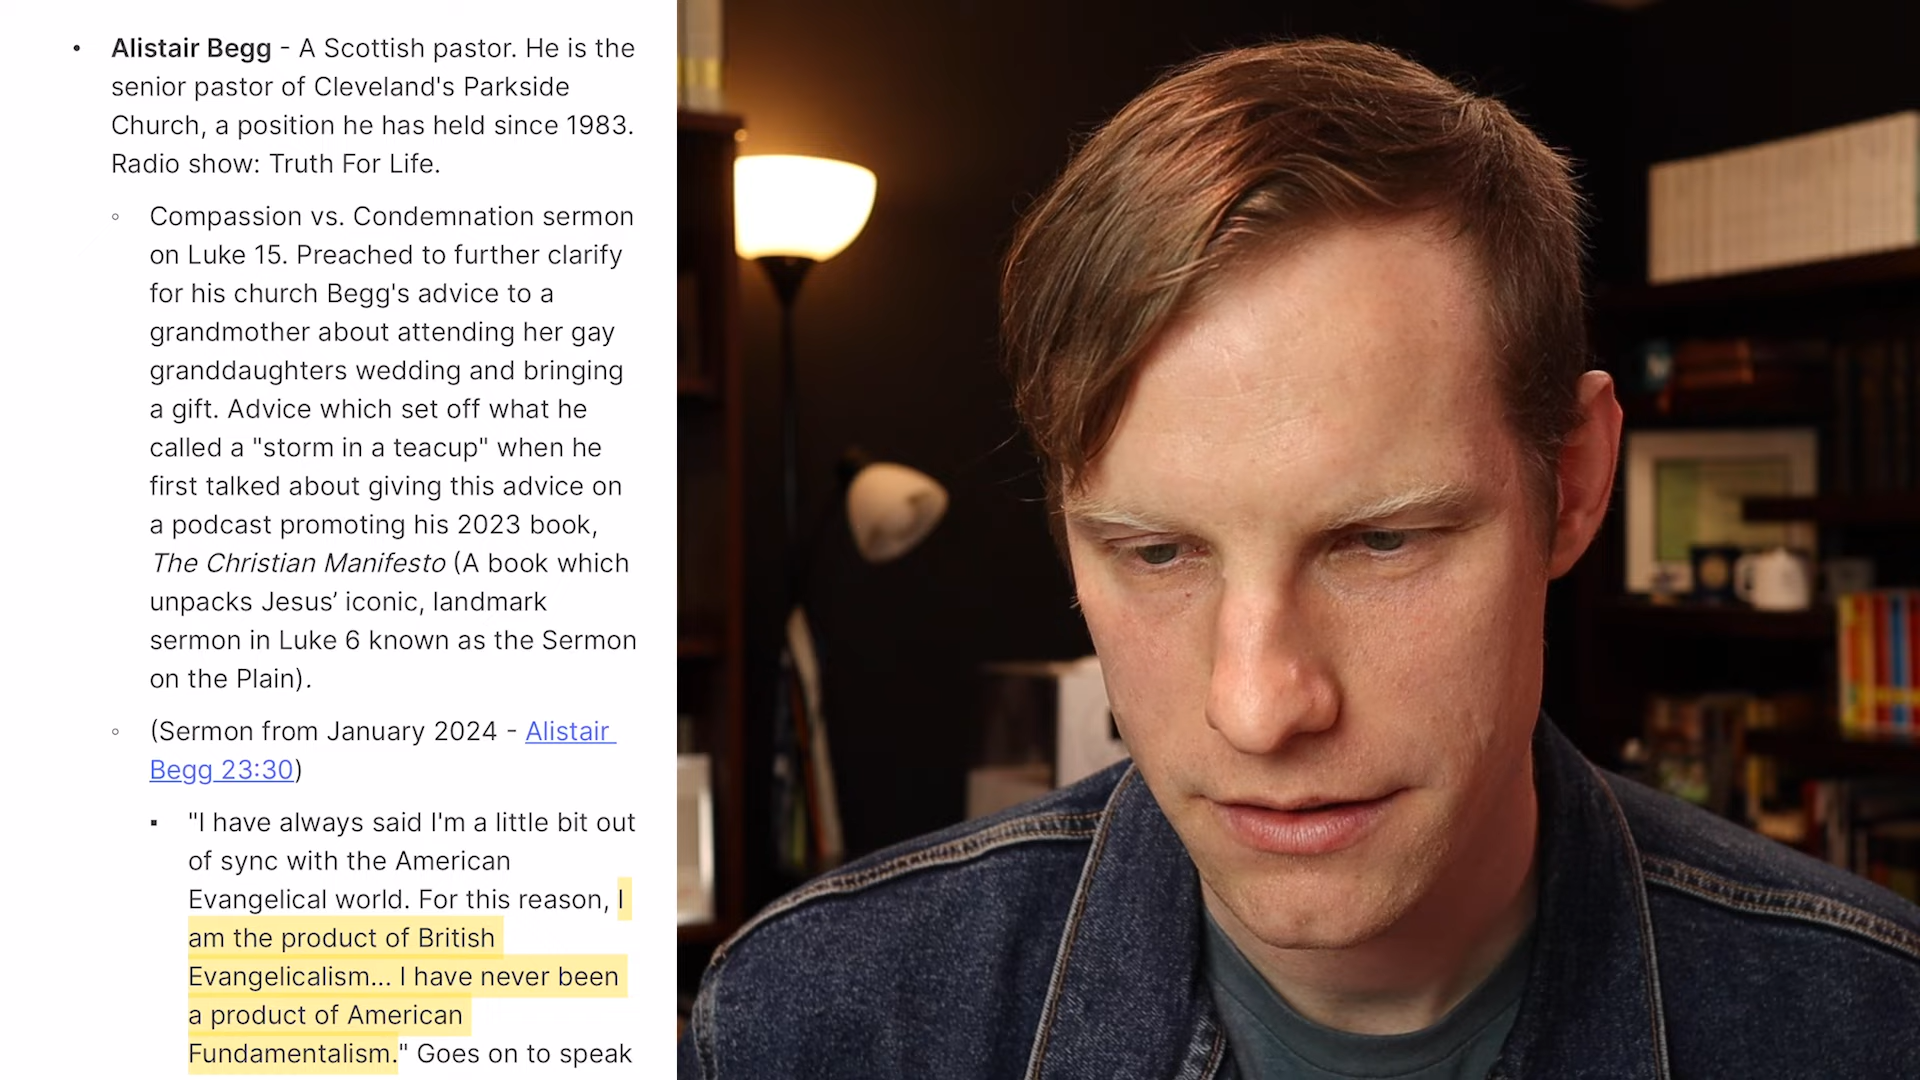 • Alistair Begg - A Scottish pastor. He is the
senior pastor of Cleveland's Parkside
Church, a position he has held since 1983.
Radio show: Truth For Life.
◦ Compassion vs. Condemnation sermon
on Luke 15. Preached to further clarify
for his church Begg's advice to a
grandmother about attending her gay
granddaughters wedding and bringing
a gift. Advice which set off what he
called a "storm in a teacup" when he
first talked about giving this advice on
a podcast promoting his 2023 book,
The Christian Manifesto (A book which
unpacks Jesus’ iconic, landmark
sermon in Luke 6 known as the Sermon
on the Plain).
◦ (Sermon from January 2024 - Alistair
Begg 23:30)
▪ "I have always said I'm a little bit out
of sync with the American
Evangelical world. For this reason, I
am the product of British
Evangelicalism... I have never been
a product of American
Fundamentalism." Goes on to speak